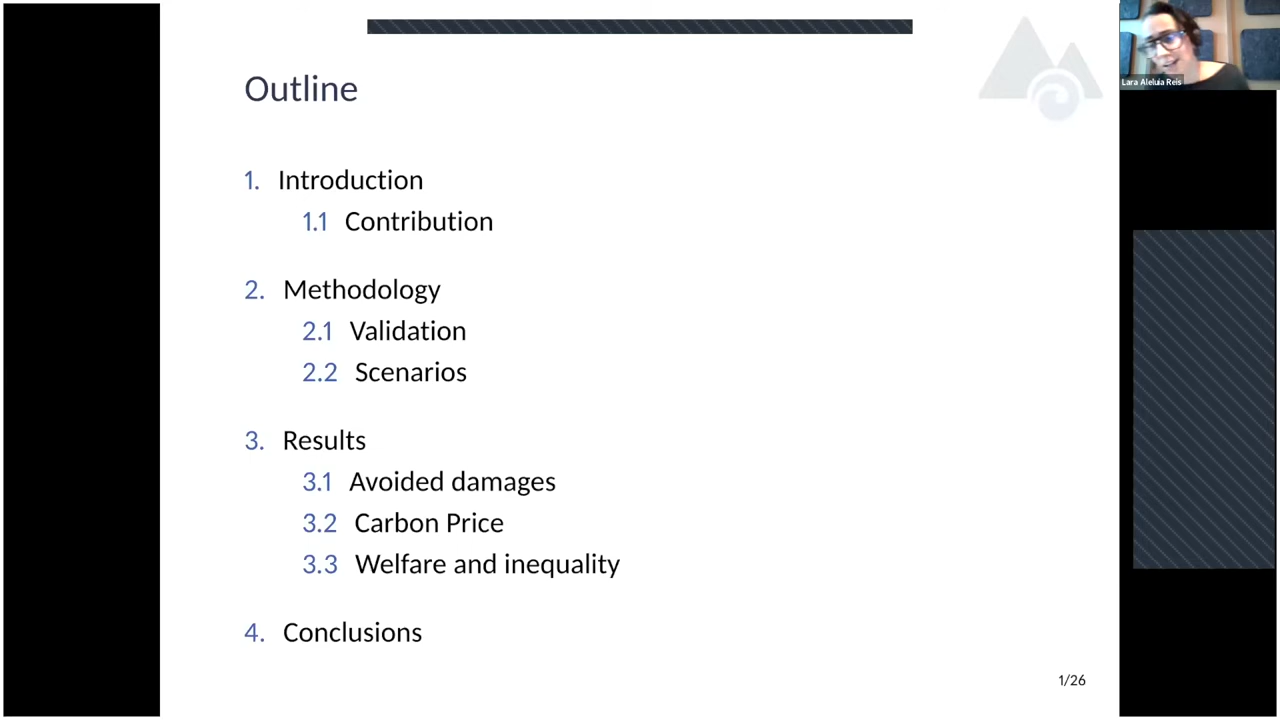 Outline
1. Introduction
1.1 Contribution
2. Methodology
2.1 Validation
2.2 Scenarios
3. Results
3.1 Avoided damages
3.2 Carbon Price
3.3 Welfare and inequality
4. Conclusions
1/26
Lara Aleluia Reis